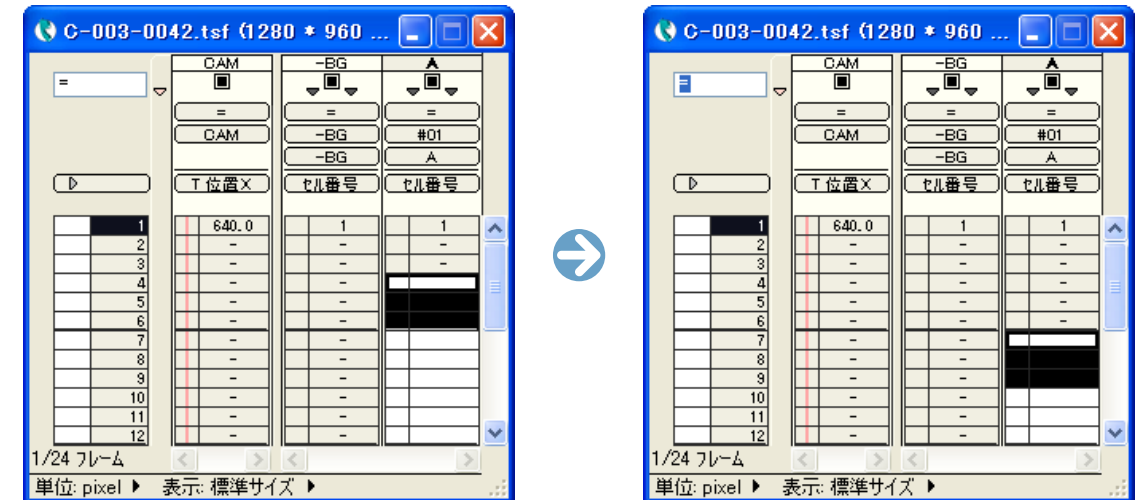 C-003-0042.tsf (1280 * 960 ...
CAM -BG A
=
= = =
CAM -BG #01
-BG A
T 位置X セル番号 セル番号
1 640.0 1 1
2 - - -
3 - - -
4 - -
5 - -
6 - -
7 - -
8 - -
9 - -
10 - -
11 - -
12 - -
1/24 フレーム
単位: pixel 表示: 標準サイズ
C-003-0042.tsf (1280 * 960 ...
CAM -BG A
=
= = =
CAM -BG #01
-BG A
T 位置X セル番号 セル番号
1 640.0 1 1
2 - - -
3 - - -
4 - - -
5 - - -
6 - - -
7 - -
8 - -
9 - -
10 - -
11 - -
12 - -
1/24 フレーム
単位: pixel 表示: 標準サイズ